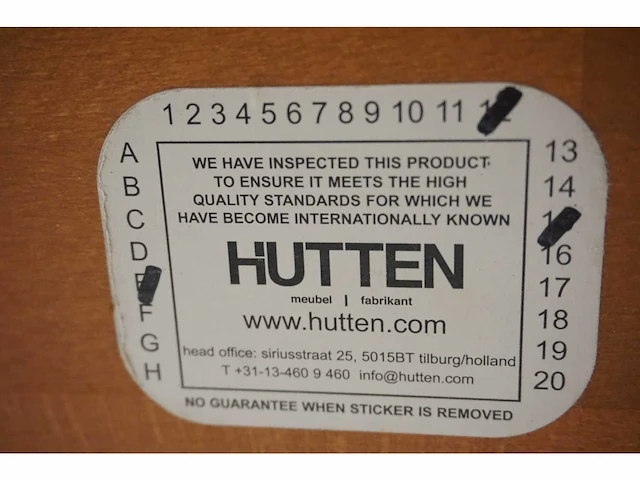 1 2 3 4 5 6 7 8 9 10 11
A
B
C
D
F
G
H
WE HAVE INSPECTED THIS PRODUCT
TO ENSURE IT MEETS THE HIGH
QUALITY STANDARDS FOR WHICH WE
HAVE BECOME INTERNATIONALLY KNOWN
HUTTEN
meubel | fabrikant
www.hutten.com
head office: siriusstraat 25, 5015BT tilburg/holland
T +31-13-460 9 460 info@hutten.com
13
14
16
17
18
19
20
NO GUARANTEE WHEN STICKER IS REMOVED